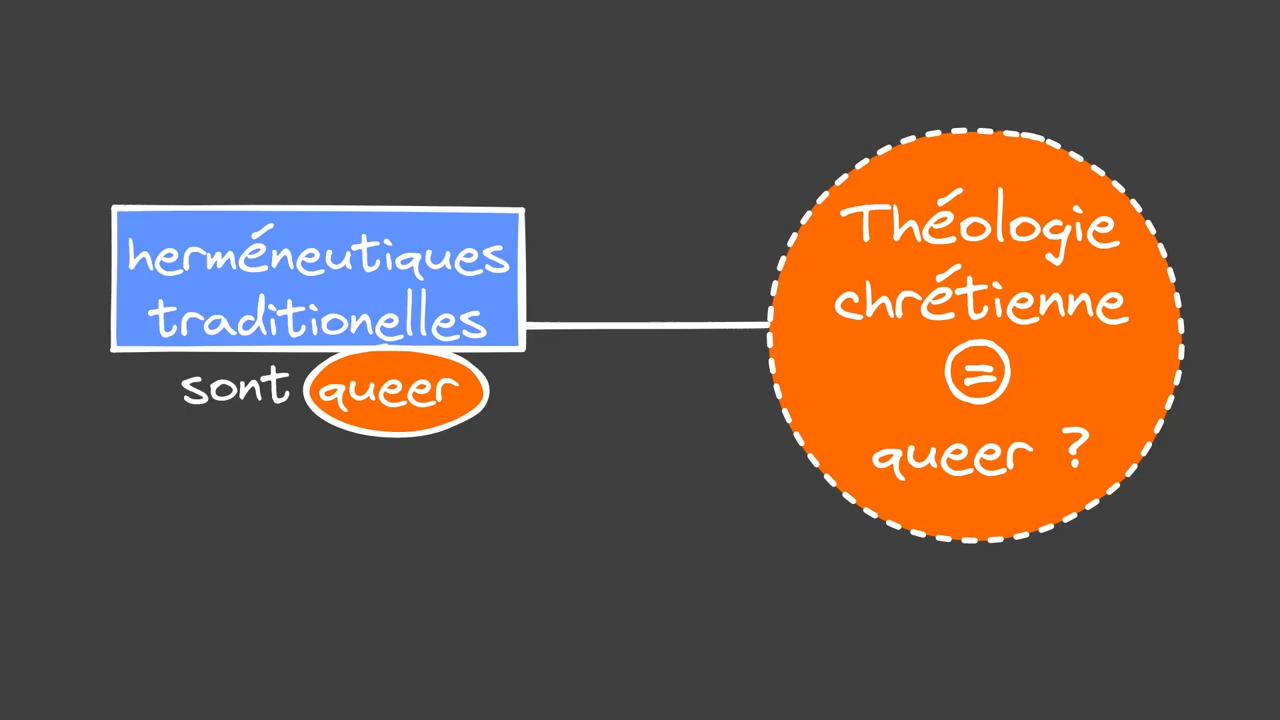 herméneutiques
traditionelles
sont queer
Théologie
chrétienne
=
queer ?